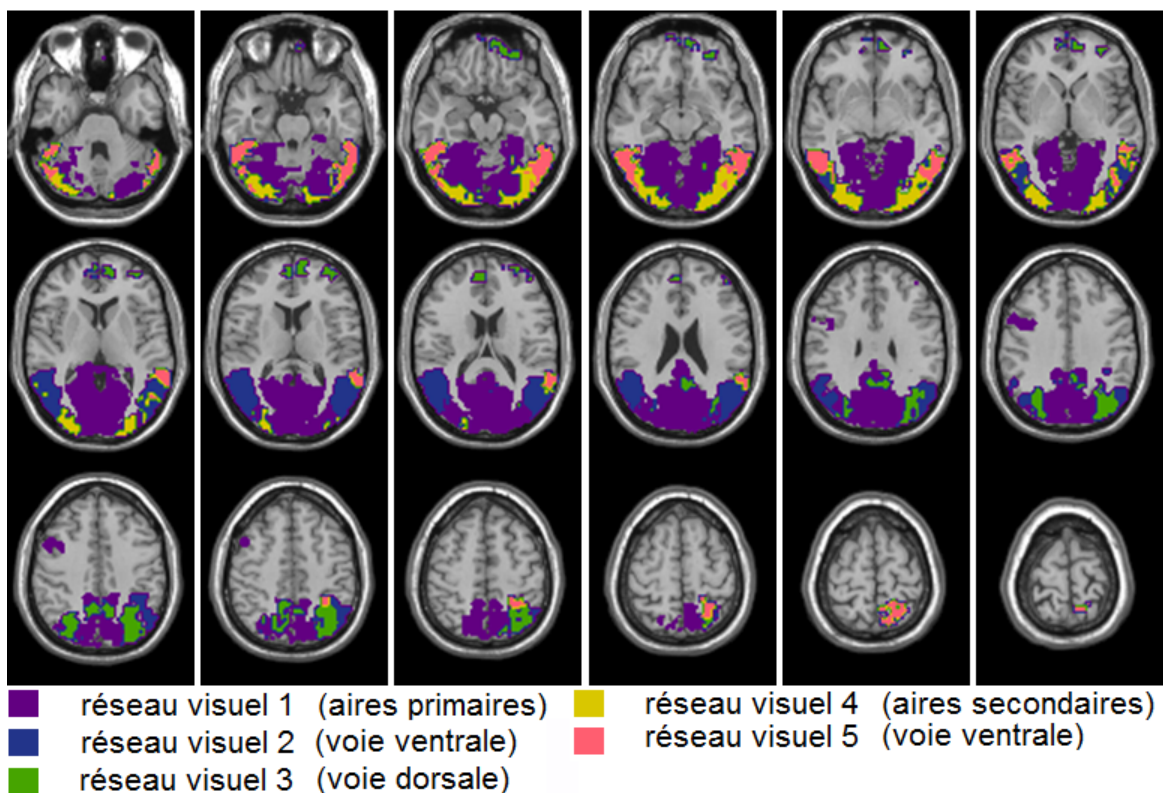 réseau visuel 1 (aires primaires)
réseau visuel 2 (voie ventrale)
réseau visuel 3 (voie dorsale)
réseau visuel 4 (aires secondaires)
réseau visuel 5 (voie ventrale)